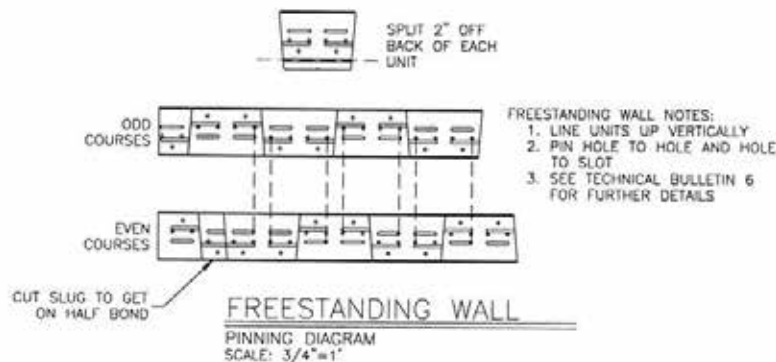 SPLIT 2" OFF
BACK OF EACH
UNIT
ODD
COURSES
FREESTANDING WALL NOTES:
1. LINE UNITS UP VERTICALLY
2. PIN HOLE TO HOLE AND HOLE
TO SLOT
3. SEE TECHNICAL BULLETIN 6
FOR FURTHER DETAILS
EVEN
COURSES
CUT SLUG TO GET
ON HALF BOND
FREESTANDING WALL
PINNING DIAGRAM
SCALE: 3/4"=1'